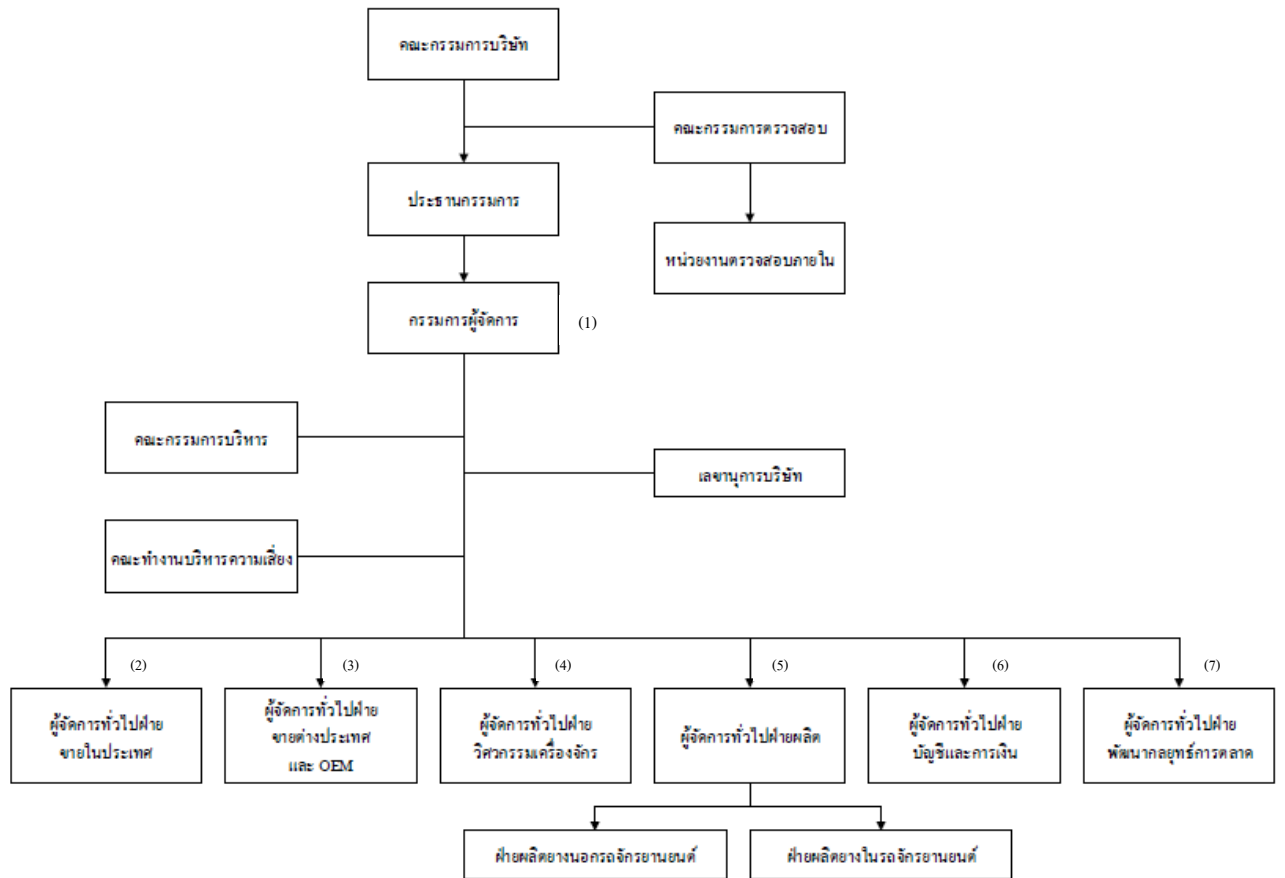 คณะกรรมการบริษัท
คณะกรรมการตรวจสอบ
ประธานกรรมการ
หน่วยงานตรวจสอบภายใน
กรรมการผู้จัดการ
(1)
คณะกรรมการบริหาร
เลขานุการบริษัท
คณะทำงานบริหารความเสี่ยง
(2)
(3)
(4)
(5)
(6)
(7)
ผู้จัดการทั่วไปฝ่าย
ขายในประเทศ
ผู้จัดการทั่วไปฝ่าย
ขายต่างประเทศ
และ OEM
ผู้จัดการทั่วไปฝ่าย
วิศวกรรมเครื่องจักร
ผู้จัดการทั่วไปฝ่ายผลิต
ผู้จัดการทั่วไปฝ่าย
บัญชีและการเงิน
ผู้จัดการทั่วไปฝ่าย
พัฒนากลยุทธ์การตลาด
ฝ่ายผลิตยางนอกรถจักรยานยนต์
ฝ่ายผลิตยางในรถจักรยานยนต์